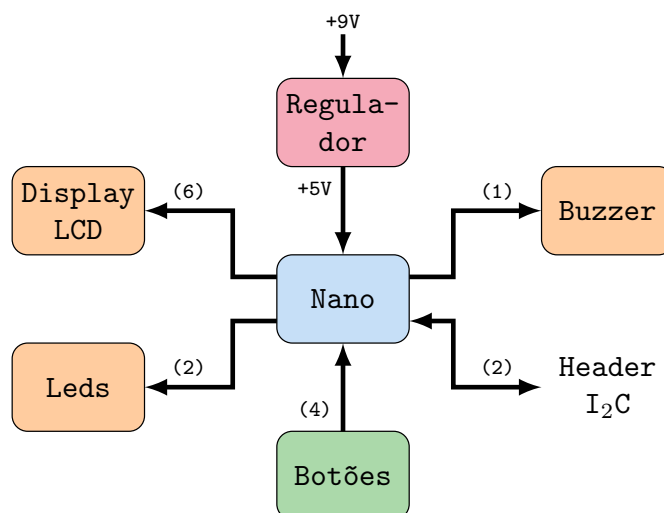 +9V
Regula-
dor
+5V
Display
LCD
(6)
(1)
Buzzer
Nano
Leds
(2)
(2)
Header
I₂C
(4)
Botões